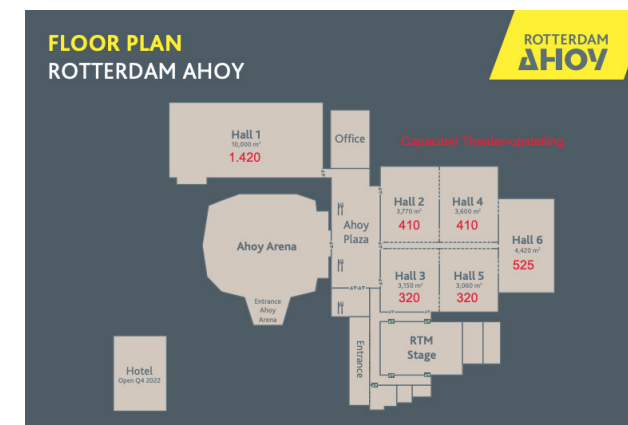 FLOOR PLAN
ROTTERDAM AHOY
ROTTERDAM
AHOY
Hall 1
10,000 m²
1.420
Office
Capaciteit Theater-opstelling
Hall 2
3,770 m²
410
Hall 4
3,600 m²
410
Ahoy
Plaza
Ahoy Arena
Hall 6
4,420 m²
525
Hall 3
3,150 m²
320
Hall 5
3,060 m²
320
Entrance
Ahoy
Arena
RTM
Stage
Entrance
Hotel
Open Q4 2022